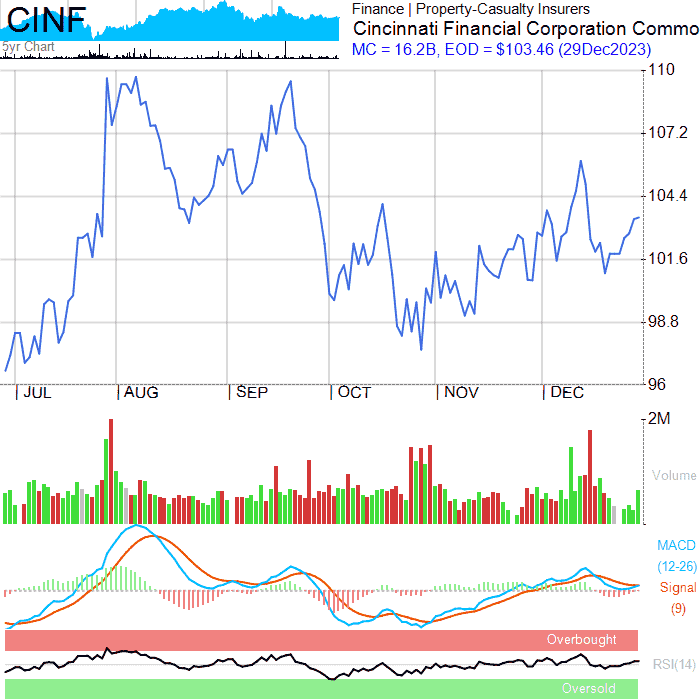 CINF
5yr Chart
Finance | Property-Casualty Insurers
Cincinnati Financial Corporation Commo
MC = 16.2B, EOD = $103.46 (29Dec2023)
110
107.2
104.4
101.6
98.8
96
JUL AUG SEP OCT NOV DEC
2M
Volume
MACD
(12-26)
Signal
(9)
Overbought
RSI(14)
Oversold